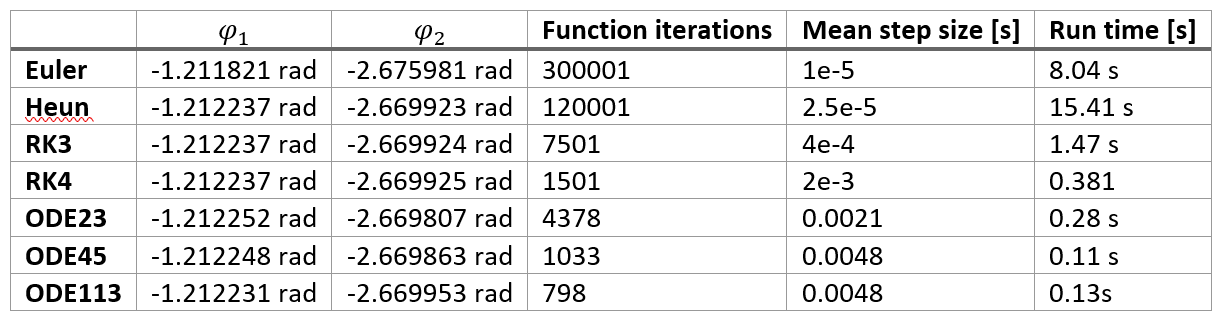 φ₁ φ₂ Function iterations Mean step size [s] Run time [s]
Euler -1.211821 rad -2.675981 rad 300001 1e-5 8.04 s
Heun -1.212237 rad -2.669923 rad 120001 2.5e-5 15.41 s
RK3 -1.212237 rad -2.669924 rad 7501 4e-4 1.47 s
RK4 -1.212237 rad -2.669925 rad 1501 2e-3 0.381
ODE23 -1.212252 rad -2.669807 rad 4378 0.0021 0.28 s
ODE45 -1.212248 rad -2.669863 rad 1033 0.0048 0.11 s
ODE113 -1.212231 rad -2.669953 rad 798 0.0048 0.13s